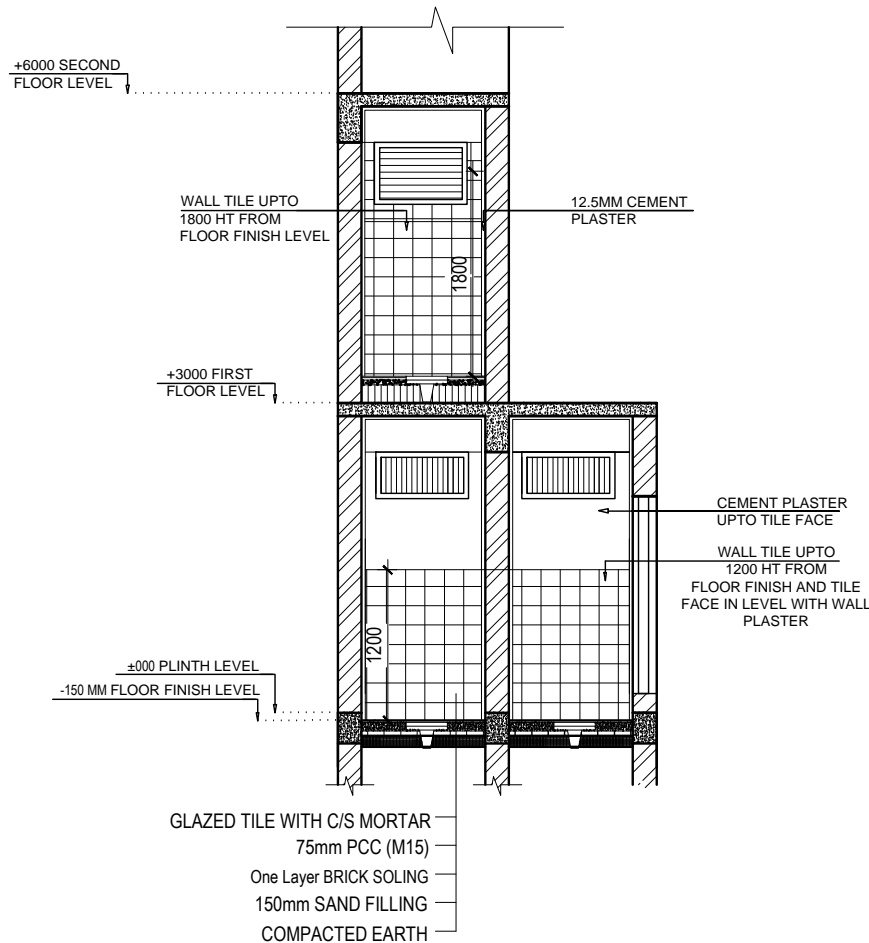 +6000 SECOND
FLOOR LEVEL
WALL TILE UPTO
1800 HT FROM
FLOOR FINISH LEVEL
12.5MM CEMENT
PLASTER
1800
+3000 FIRST
FLOOR LEVEL
CEMENT PLASTER
UPTO TILE FACE
WALL TILE UPTO
1200 HT FROM
FLOOR FINISH AND TILE
FACE IN LEVEL WITH WALL
PLASTER
1200
±000 PLINTH LEVEL
-150 MM FLOOR FINISH LEVEL
GLAZED TILE WITH C/S MORTAR
75mm PCC (M15)
One Layer BRICK SOLING
150mm SAND FILLING
COMPACTED EARTH